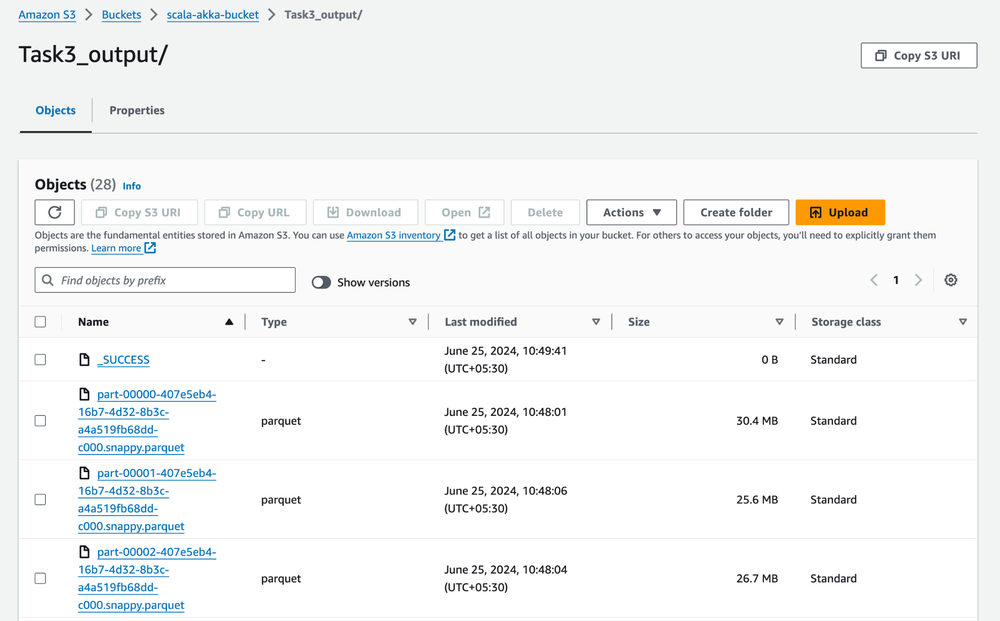 Amazon S3 > Buckets > scala-akka-bucket > Task3_output/
Task3_output/
Copy S3 URI
Objects
Properties
Objects (28) Info
Copy S3 URI
Copy URL
Download
Open
Delete
Actions
Create folder
Upload
Objects are the fundamental entities stored in Amazon S3. You can use Amazon S3 inventory to get a list of all objects in your bucket. For others to access your objects, you’ll need to explicitly grant them
permissions. Learn more
Find objects by prefix
Show versions
1
Name
Type
Last modified
Size
Storage class
_SUCCESS
-
June 25, 2024, 10:49:41
(UTC+05:30)
0 B
Standard
part-00000-407e5eb4-
16b7-4d32-8b3c-
a4a519fb68dd-
c000.snappy.parquet
parquet
June 25, 2024, 10:48:01
(UTC+05:30)
30.4 MB
Standard
part-00001-407e5eb4-
16b7-4d32-8b3c-
a4a519fb68dd-
c000.snappy.parquet
parquet
June 25, 2024, 10:48:06
(UTC+05:30)
25.6 MB
Standard
part-00002-407e5eb4-
16b7-4d32-8b3c-
a4a519fb68dd-
c000.snappy.parquet
parquet
June 25, 2024, 10:48:04
(UTC+05:30)
26.7 MB
Standard